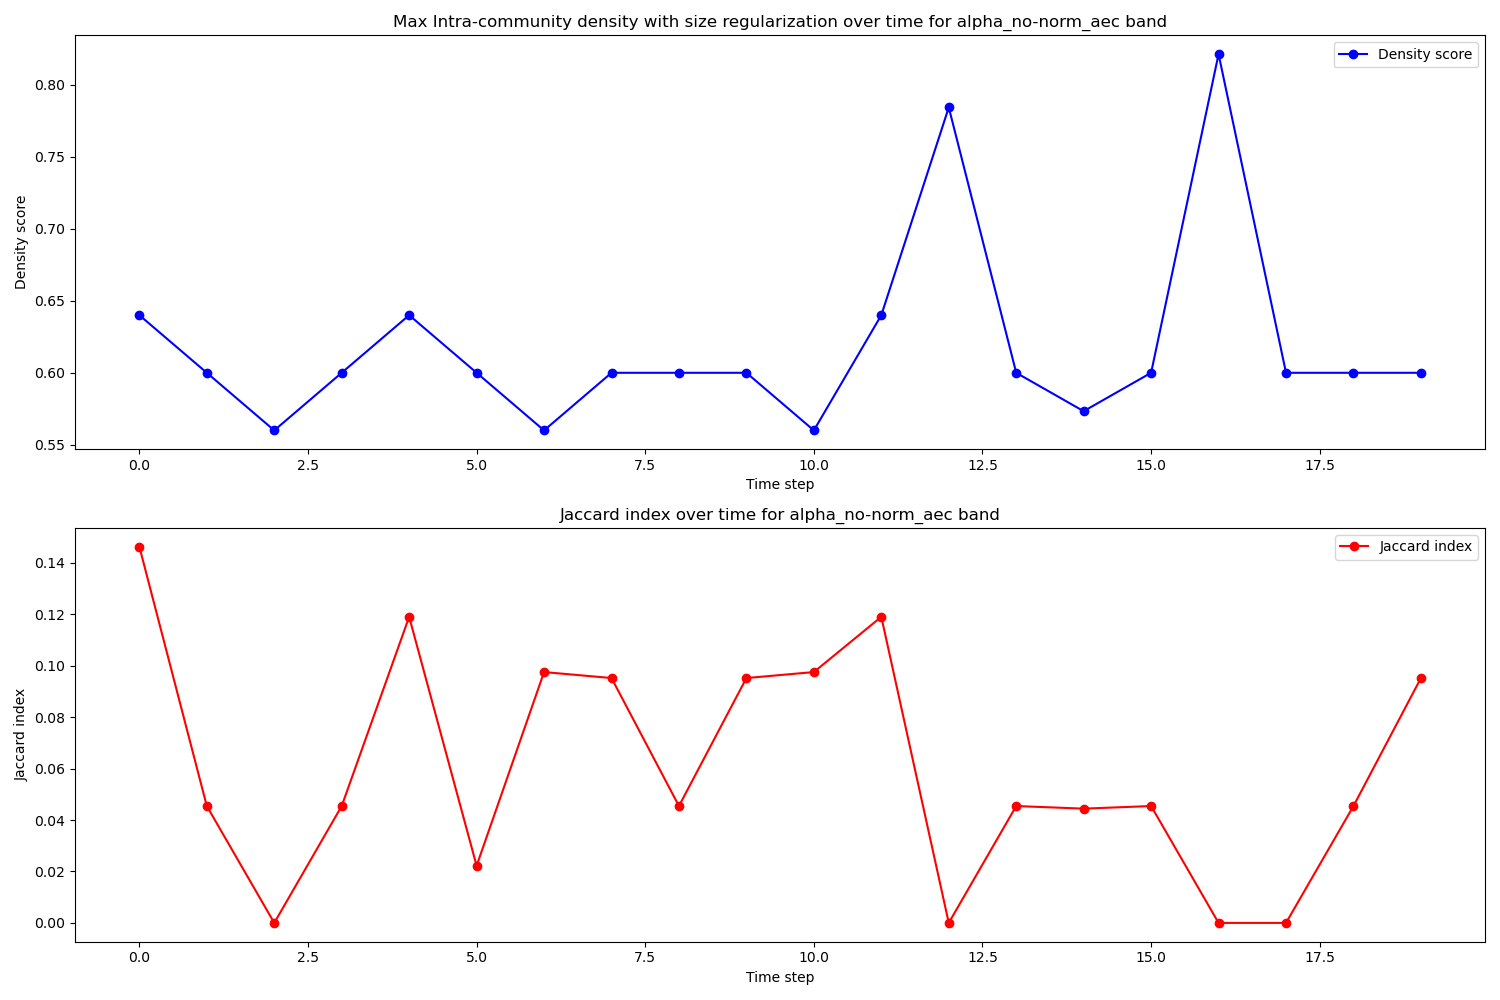 Max Intra-community density with size regularization over time for alpha_no-norm_aec band
Density score
0.80
0.75
0.70
0.65
0.60
0.55
Density score
0.0 2.5 5.0 7.5 10.0 12.5 15.0 17.5
Time step
Jaccard index over time for alpha_no-norm_aec band
Jaccard index
0.14
0.12
0.10
0.08
0.06
0.04
0.02
0.00
Jaccard index
0.0 2.5 5.0 7.5 10.0 12.5 15.0 17.5
Time step